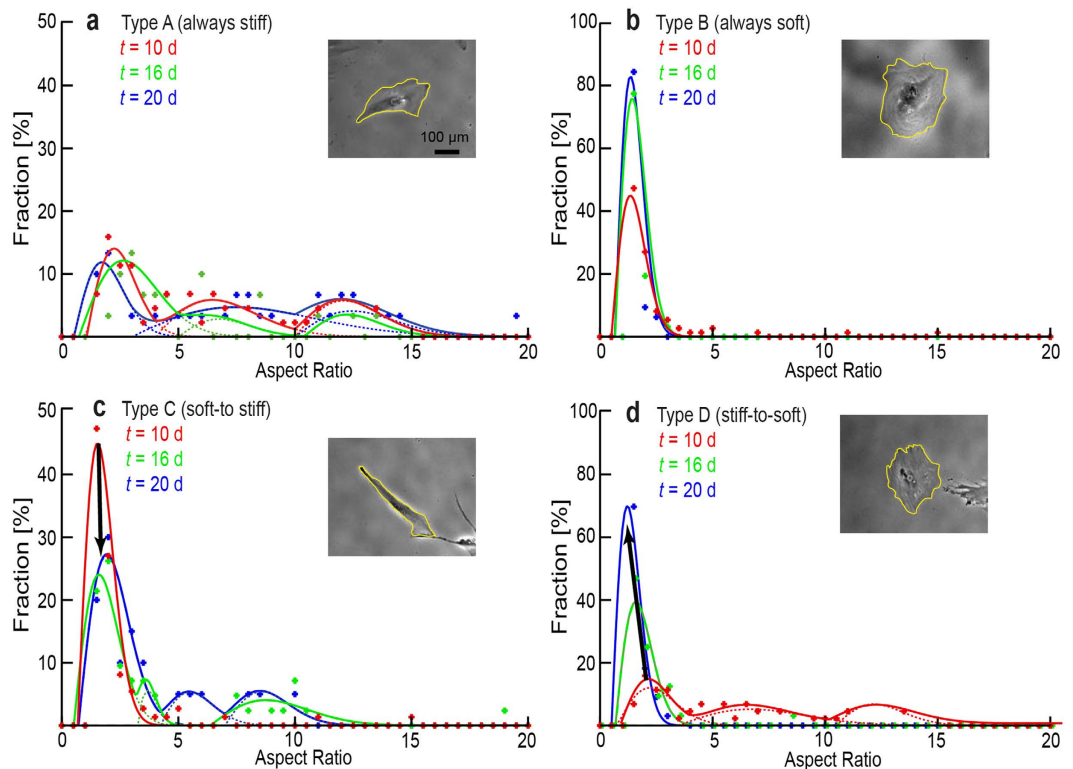 a Type A (always stiff)
t = 10 d
t = 16 d
t = 20 d
100 µm
50
40
30
20
10
Fraction [%]
0 5 10 15 20
Aspect Ratio
b Type B (always soft)
t = 10 d
t = 16 d
t = 20 d
100
80
60
40
20
Fraction [%]
0 5 10 15 20
Aspect Ratio
c Type C (soft-to stiff)
t = 10 d
t = 16 d
t = 20 d
50
40
30
20
10
Fraction [%]
0 5 10 15 20
Aspect Ratio
d Type D (stiff-to-soft)
t = 10 d
t = 16 d
t = 20 d
100
80
60
40
20
Fraction [%]
0 5 10 15 20
Aspect Ratio